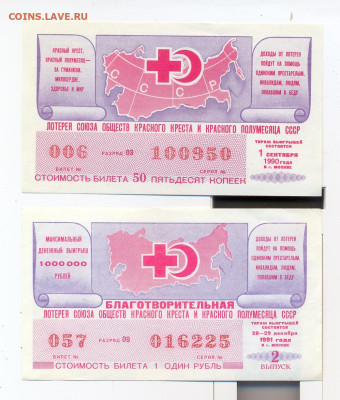 COINS.LAVE.RU
КРАСНЫЙ КРЕСТ,
КРАСНЫЙ ПОЛУМЕСЯЦ—
ЗА ГУМАНИЗМ,
МИЛОСЕРДИЕ,
ЗДОРОВЬЕ И МИР
СССР
ДОХОДЫ ОТ ЛОТЕРЕИ
ПОЙДУТ НА ПОМОЩЬ
ОДИНОКИМ ПРЕСТАРЕЛЫМ,
ИНВАЛИДАМ, ЛЮДЯМ,
ПОПАВШИМ В БЕДУ
ЛОТЕРЕЯ СОЮЗА ОБЩЕСТВ КРАСНОГО КРЕСТА И КРАСНОГО ПОЛУМЕСЯЦА СССР
006 РАЗРЯД 09 100950
БИЛЕТ № СЕРИЯ №
СТОИМОСТЬ БИЛЕТА 50 ПЯТЬДЕСЯТ КОПЕЕК
ТИРАЖ ВЫИГРЫШЕЙ
СОСТОИТСЯ
1 СЕНТЯБРЯ
1990 ГОДА
В г. МОСКВЕ
МАКСИМАЛЬНЫЙ
ДЕНЕЖНЫЙ ВЫИГРЫШ
1 000 000
РУБЛЕЙ
ДОХОДЫ ОТ ЛОТЕРЕИ
ПОЙДУТ НА ПОМОЩЬ
ОДИНОКИМ ПРЕСТАРЕЛЫМ,
ИНВАЛИДАМ, ЛЮДЯМ,
ПОПАВШИМ В БЕДУ
БЛАГОТВОРИТЕЛЬНАЯ
ЛОТЕРЕЯ СОЮЗА ОБЩЕСТВ КРАСНОГО КРЕСТА И КРАСНОГО ПОЛУМЕСЯЦА СССР
057 РАЗРЯД 09 016225
БИЛЕТ № СЕРИЯ №
СТОИМОСТЬ БИЛЕТА 1 ОДИН РУБЛЬ
ТИРАЖ ВЫИГРЫШЕЙ
СОСТОИТСЯ
28–29 декабря
1991 ГОДА
В г. МОСКВЕ
2
ВЫПУСК